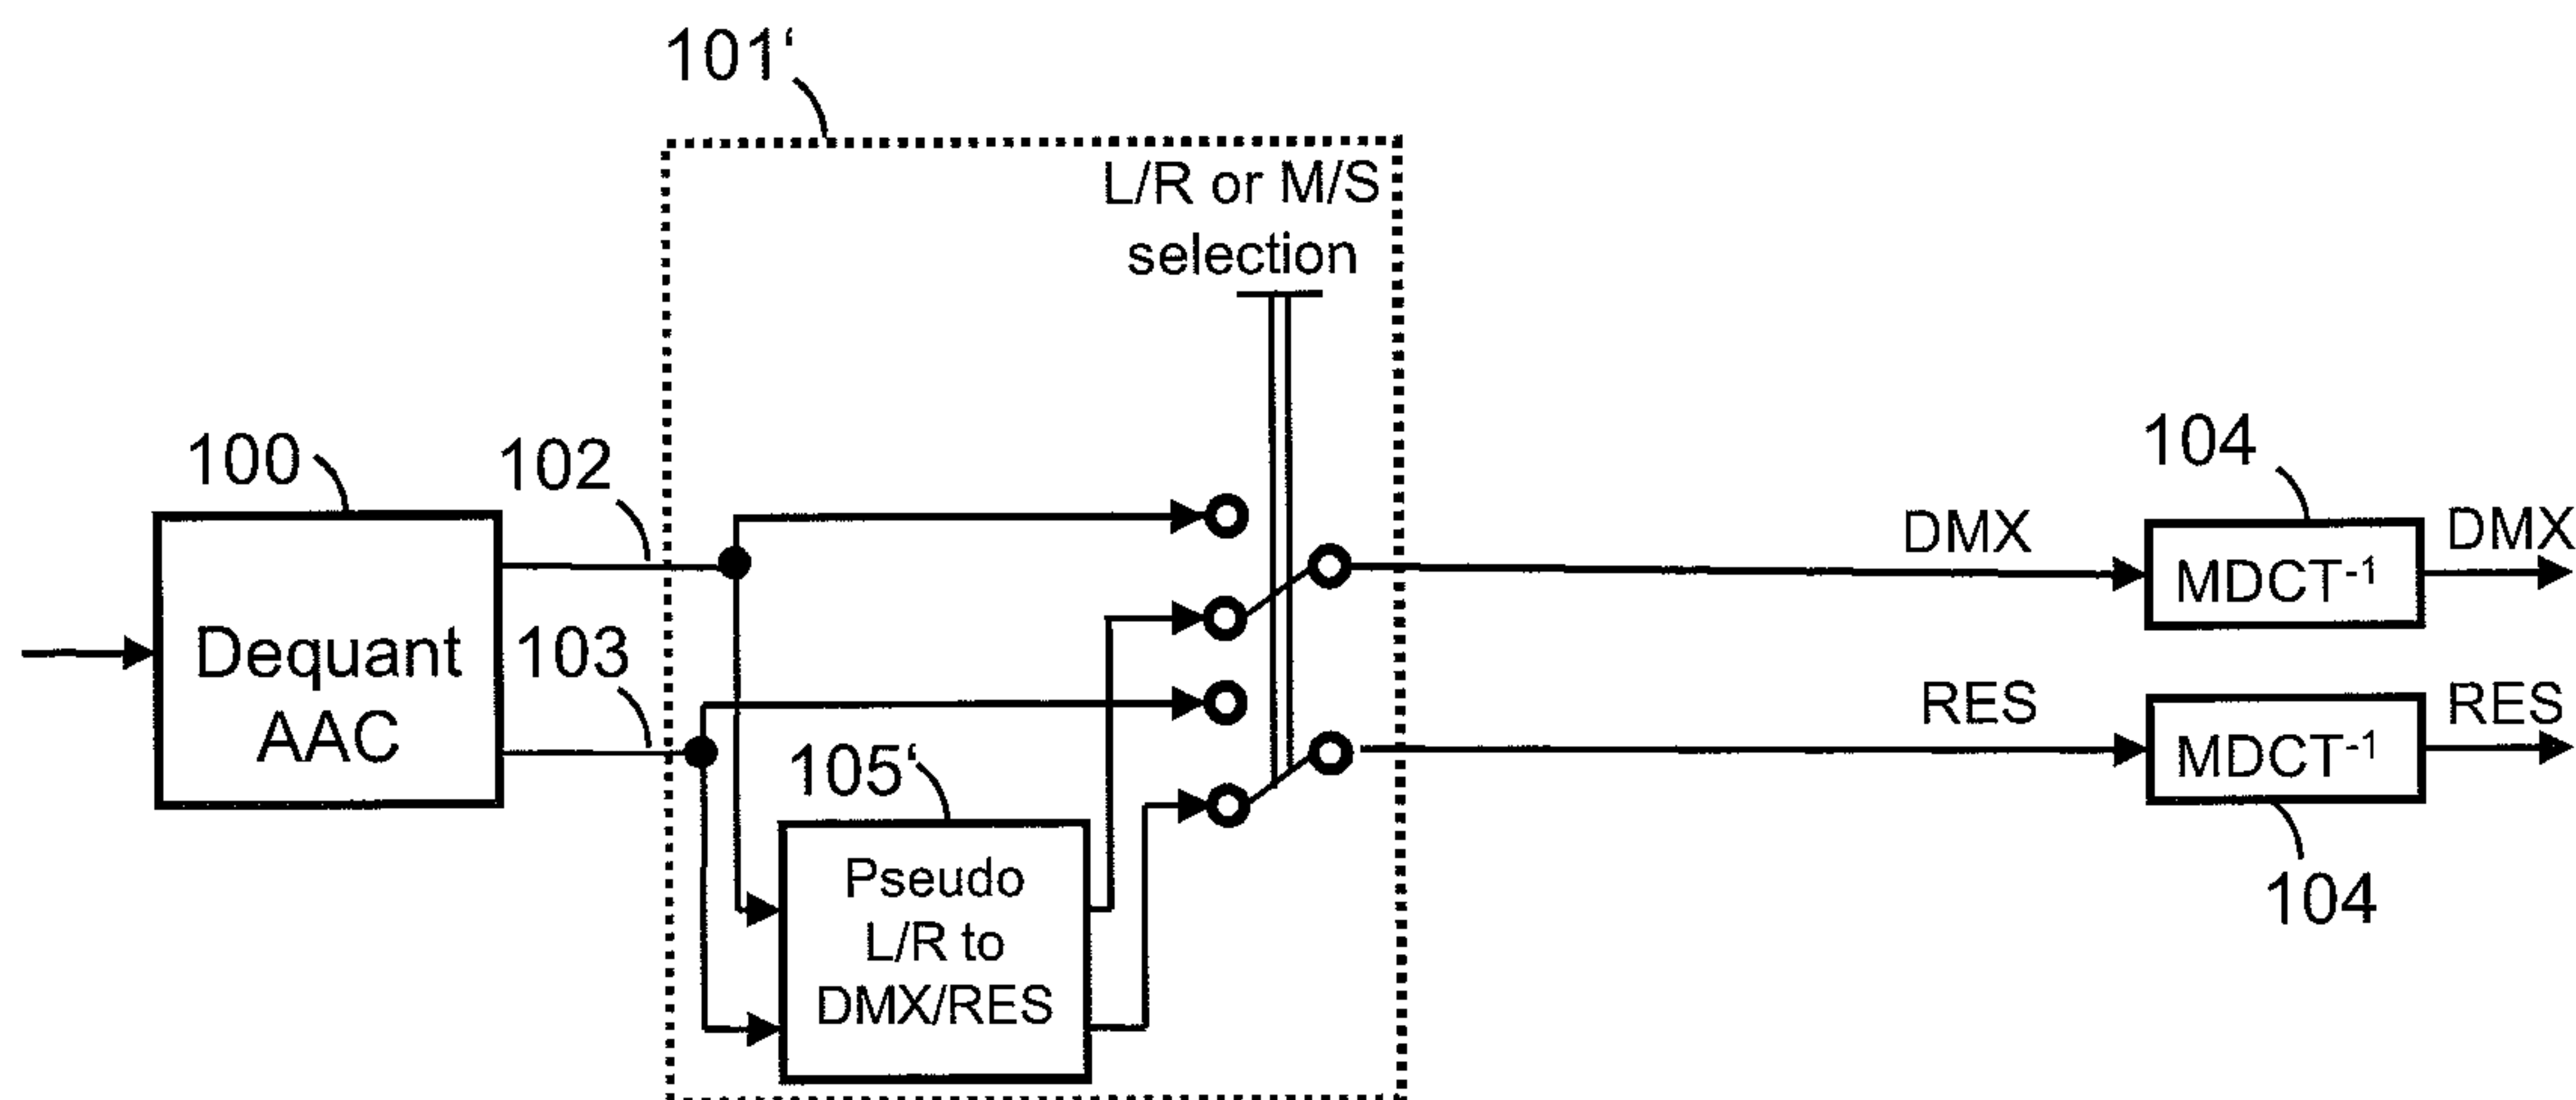 101‘
L/R or M/S
selection
100
102
Dequant
AAC
103
105‘
Pseudo
L/R to
DMX/RES
DMX
104
MDCT-1
DMX
RES
MDCT-1
RES
104